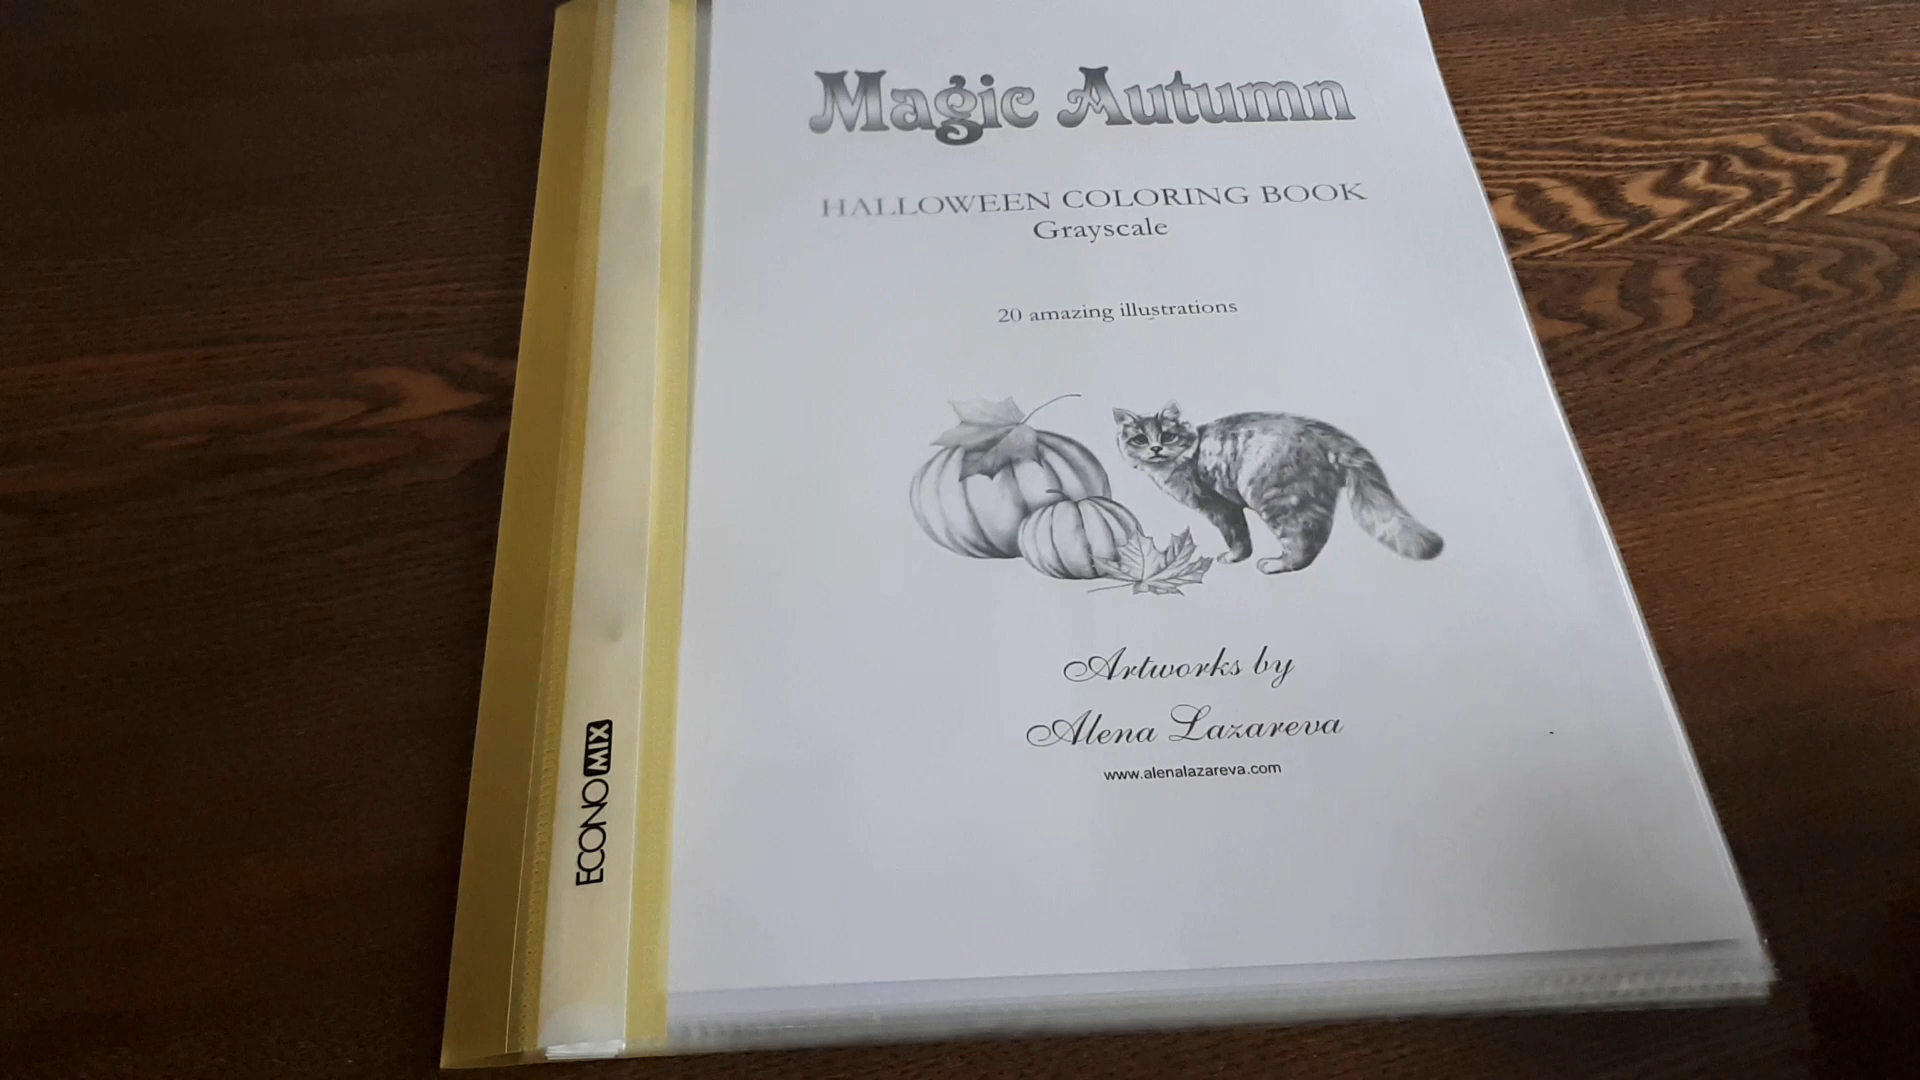 Magic Autumn
HALLOWEEN COLORING BOOK
Grayscale
20 amazing illustrations
Artworks by
Alena Lazareva
www.alenalazareva.com
ECONOMIX